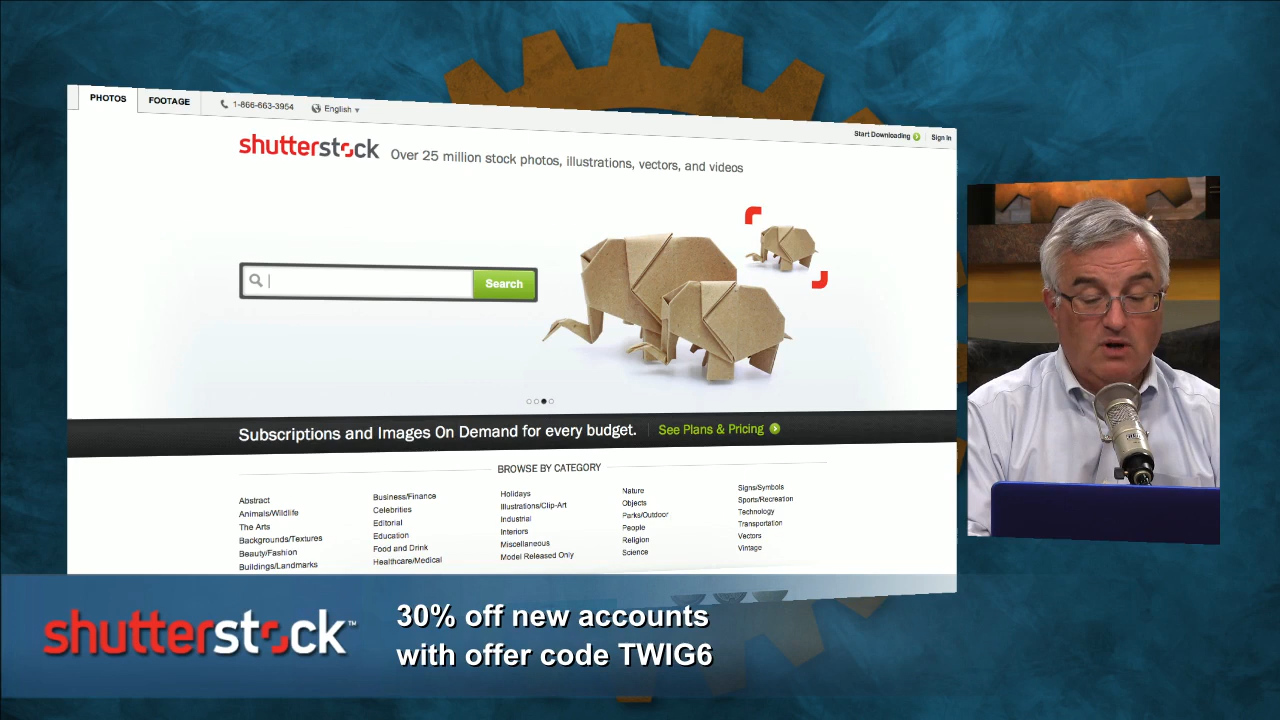 PHOTOS
FOOTAGE
1-866-663-3954
English
Start Downloading
Sign In
shutterstock
Over 25 million stock photos, illustrations, vectors, and videos
Search
Subscriptions and Images On Demand for every budget.
See Plans & Pricing
BROWSE BY CATEGORY
Abstract
Animals/Wildlife
The Arts
Backgrounds/Textures
Beauty/Fashion
Buildings/Landmarks
Business/Finance
Celebrities
Editorial
Education
Food and Drink
Healthcare/Medical
Holidays
Illustrations/Clip-Art
Industrial
Interiors
Miscellaneous
Model Released Only
Nature
Objects
Parks/Outdoor
People
Religion
Science
Signs/Symbols
Sports/Recreation
Technology
Transportation
Vectors
Vintage
shutterstock™
30% off new accounts
with offer code TWIG6